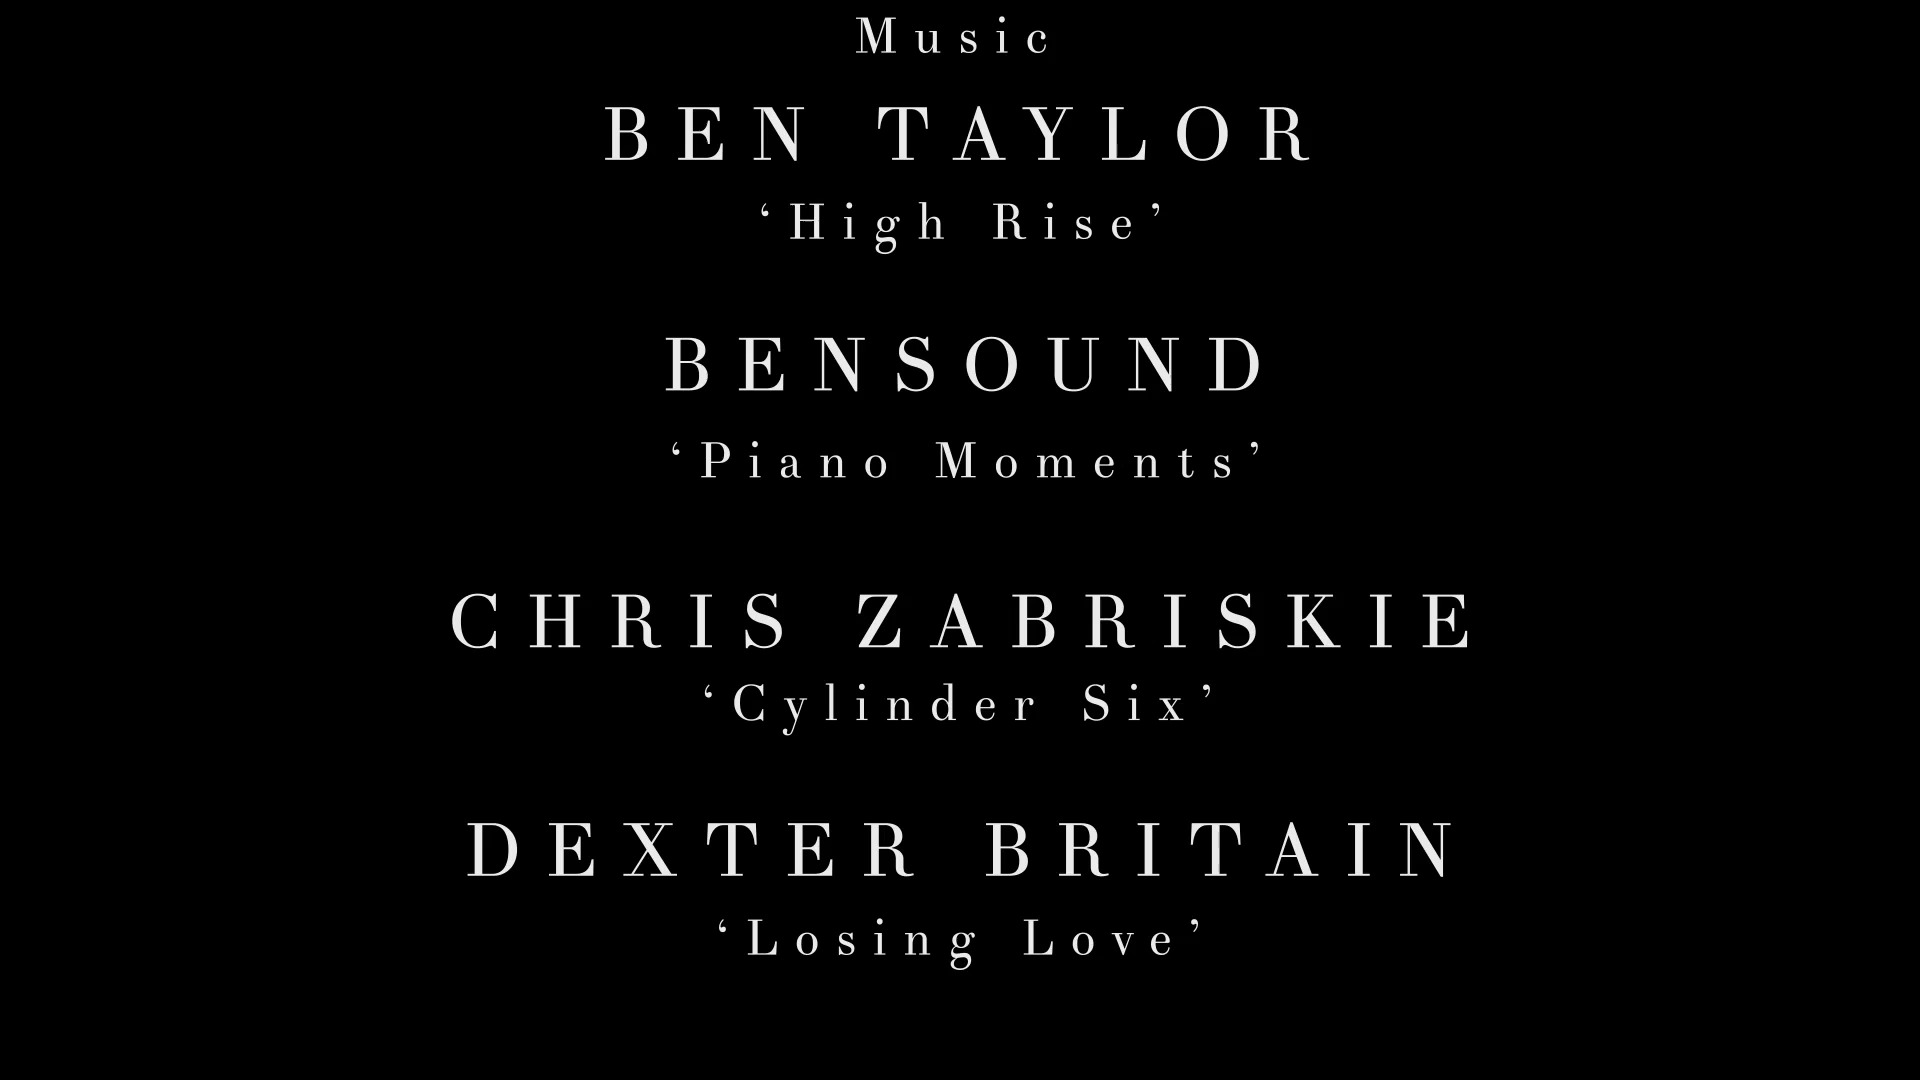 Music
BEN TAYLOR
‘High Rise’
BENSOUND
‘Piano Moments’
CHRIS ZABRISKIE
‘Cylinder Six’
DEXTER BRITAIN
‘Losing Love’